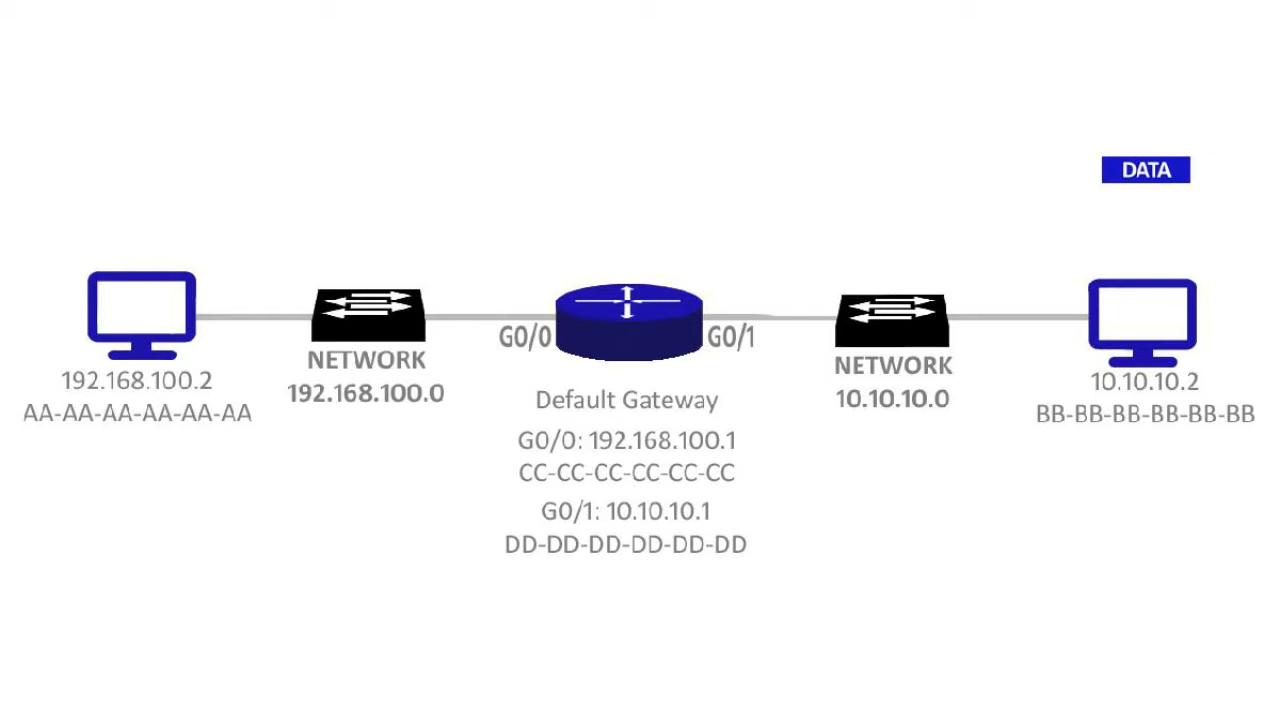 DATA
G0/0
G0/1
NETWORK
192.168.100.0
NETWORK
10.10.10.0
192.168.100.2
AA-AA-AA-AA-AA-AA
10.10.10.2
BB-BB-BB-BB-BB-BB
Default Gateway
G0/0: 192.168.100.1
CC-CC-CC-CC-CC-CC
G0/1: 10.10.10.1
DD-DD-DD-DD-DD-DD